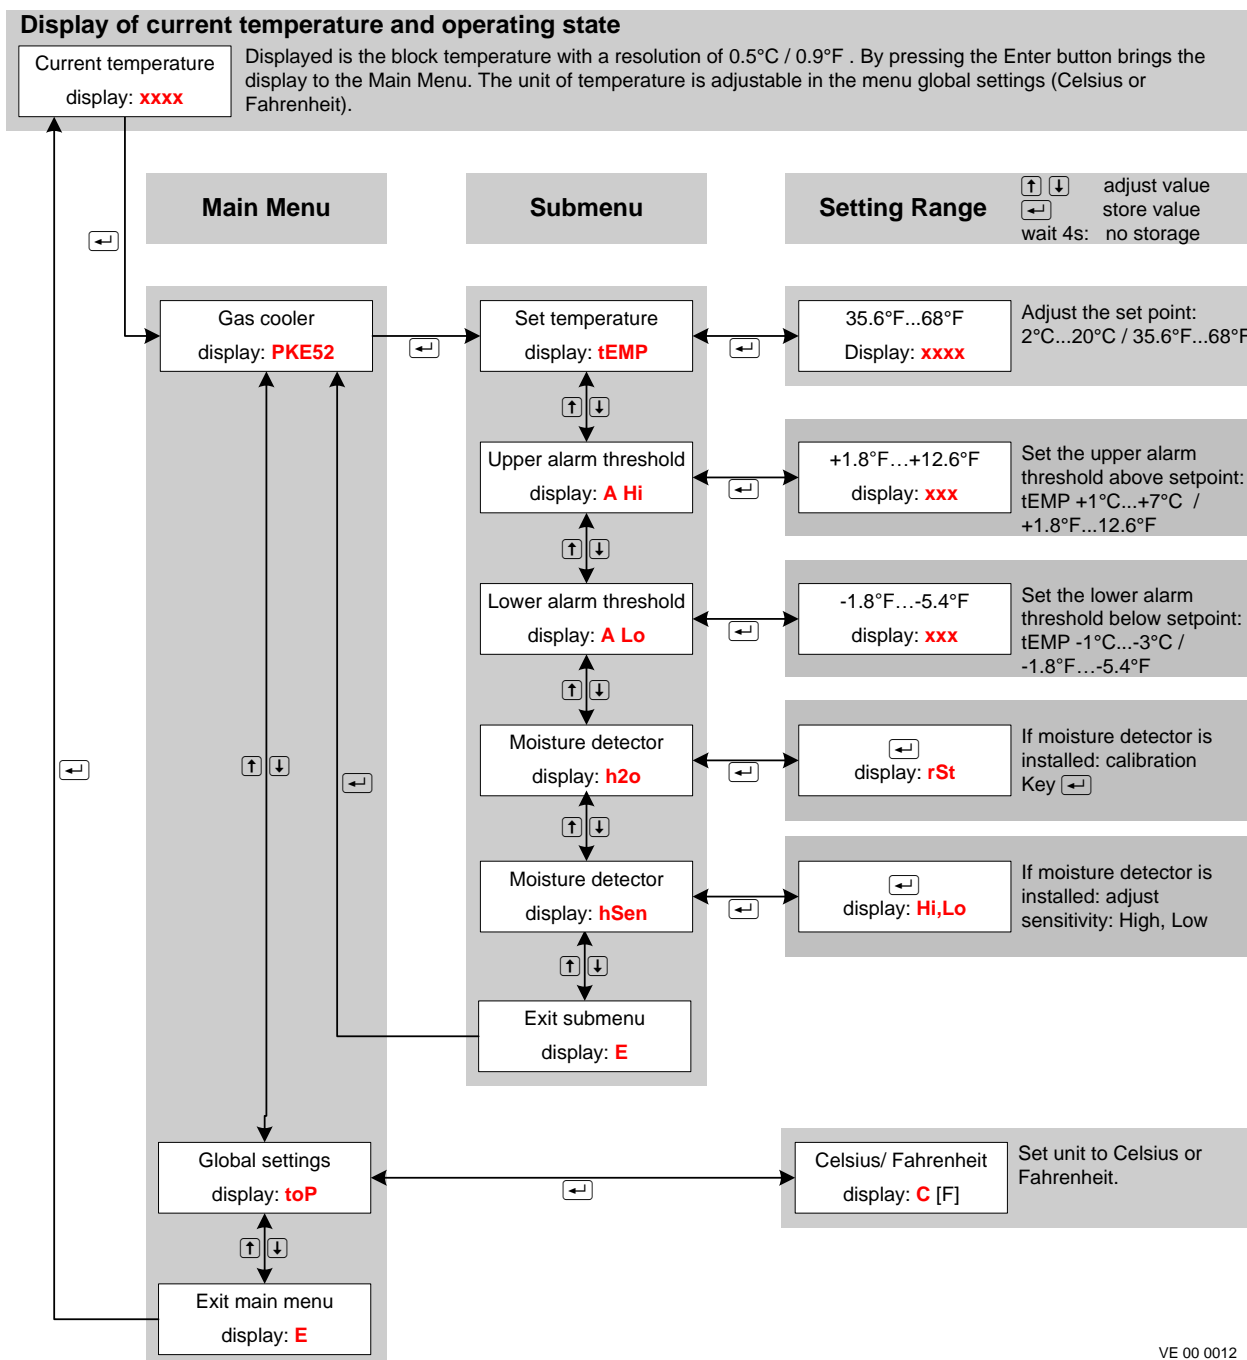 Display of current temperature and operating state
Current temperature
display: xxxx
Displayed is the block temperature with a resolution of 0.5°C / 0.9°F . By pressing the Enter button brings the
display to the Main Menu. The unit of temperature is adjustable in the menu global settings (Celsius or
Fahrenheit).
Main Menu
Submenu
Setting Range
↑ ↓ adjust value
↵ store value
wait 4s: no storage
↵
Gas cooler
display: PKE52
↵
Set temperature
display: tEMP
↵
35.6°F...68°F
Display: xxxx
Adjust the set point:
2°C...20°C / 35.6°F...68°F
↑ ↓
Upper alarm threshold
display: A Hi
↵
+1.8°F…+12.6°F
display: xxx
Set the upper alarm
threshold above setpoint:
tEMP +1°C...+7°C /
+1.8°F...12.6°F
↑ ↓
Lower alarm threshold
display: A Lo
↵
-1.8°F…-5.4°F
display: xxx
Set the lower alarm
threshold below setpoint:
tEMP -1°C...-3°C /
-1.8°F…-5.4°F
↑ ↓
↵
↑ ↓
↵
Moisture detector
display: h2o
↵
↵
display: rSt
If moisture detector is
installed: calibration
Key ↵
↑ ↓
Moisture detector
display: hSen
↵
↵
display: Hi,Lo
If moisture detector is
installed: adjust
sensitivity: High, Low
↑ ↓
Exit submenu
display: E
Global settings
display: toP
↵
Celsius/ Fahrenheit
display: C [F]
Set unit to Celsius or
Fahrenheit.
↑ ↓
Exit main menu
display: E
VE 00 0012